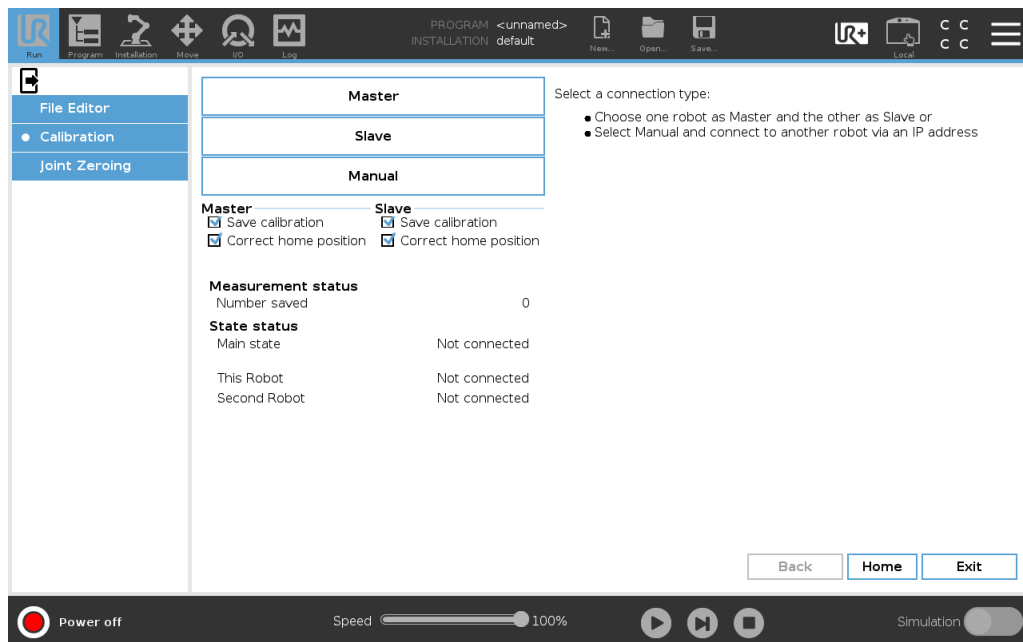 PROGRAM <unnamed>
INSTALLATION default
UR
Run
Program
Installation
Move
I/O
Log
New...
Open...
Save...
UR+
Local
C C
C C
File Editor
Calibration
Joint Zeroing
Master
Slave
Manual
Master Slave
Save calibration Save calibration
Correct home position Correct home position
Measurement status
Number saved 0
State status
Main state Not connected
This Robot Not connected
Second Robot Not connected
Select a connection type:
Choose one robot as Master and the other as Slave or
Select Manual and connect to another robot via an IP address
Back Home Exit
Power off
Speed 100%
Simulation